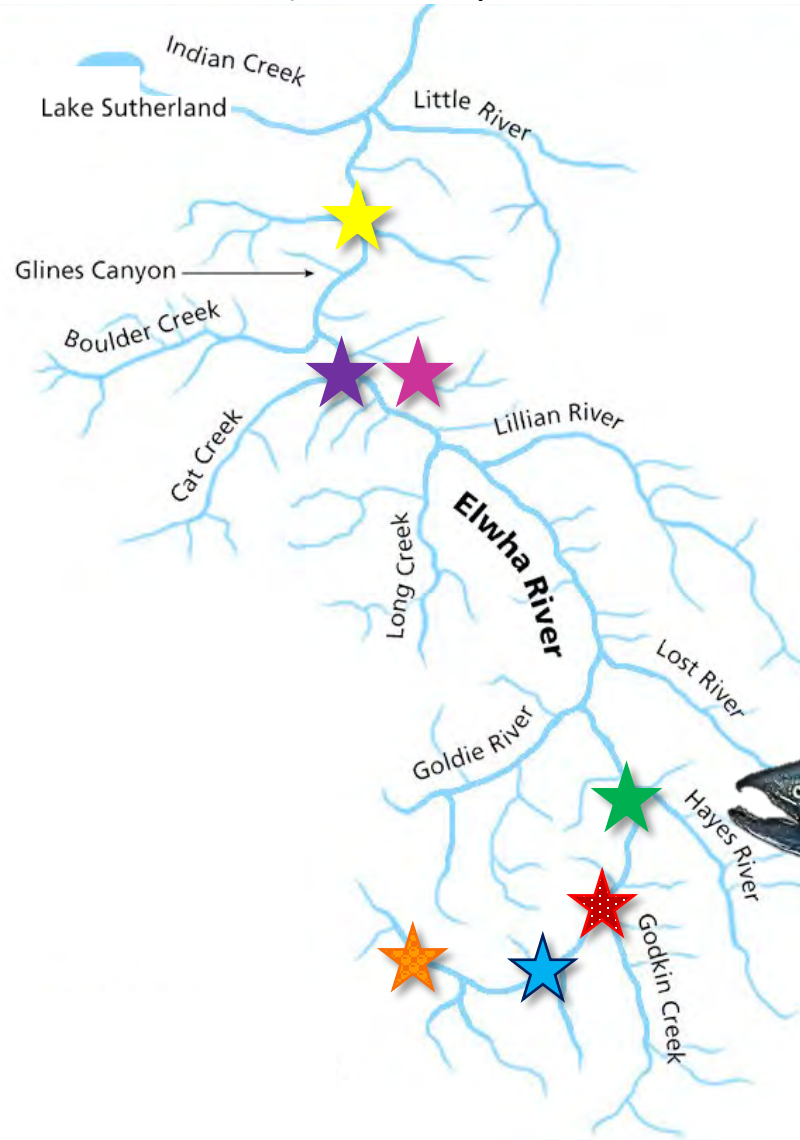 Indian Creek
Little River
Lake Sutherland
Glines Canyon
Boulder Creek
Lillian River
Cat Creek
Elwha River
Long Creek
Lost River
Goldie River
Hayes River
Godkin Creek